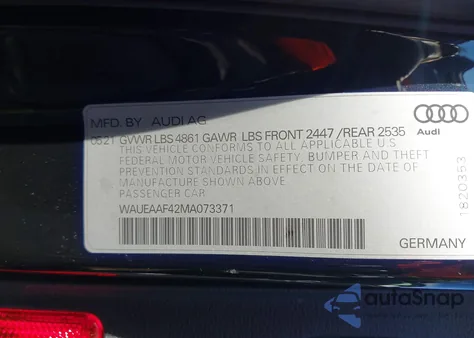 MFD. BY AUDI AG
05.21 GVWR LBS 4861 GAWR LBS FRONT 2447 /REAR 2535
THIS VEHICLE CONFORMS TO ALL APPLICABLE U.S
FEDERAL MOTOR VEHICLE SAFETY, BUMPER AND THEFT
PREVENTION STANDARDS IN EFFECT ON THE DATE OF
MANUFACTURE SHOWN ABOVE.
PASSENGER CAR
WAUEAAF42MA073371
Audi
1820353
GERMANY
autoSnap